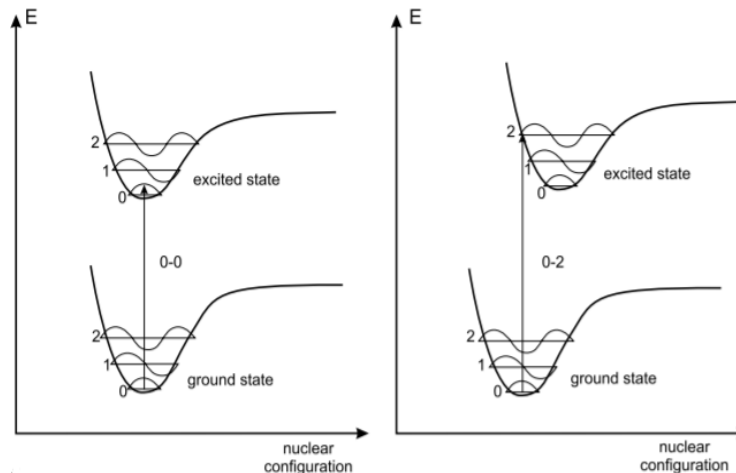 E
2
1
0
excited state
0-0
2
1
0
ground state
nuclear
configuration
E
2
1
0
excited state
0-2
2
1
0
ground state
nuclear
configuration